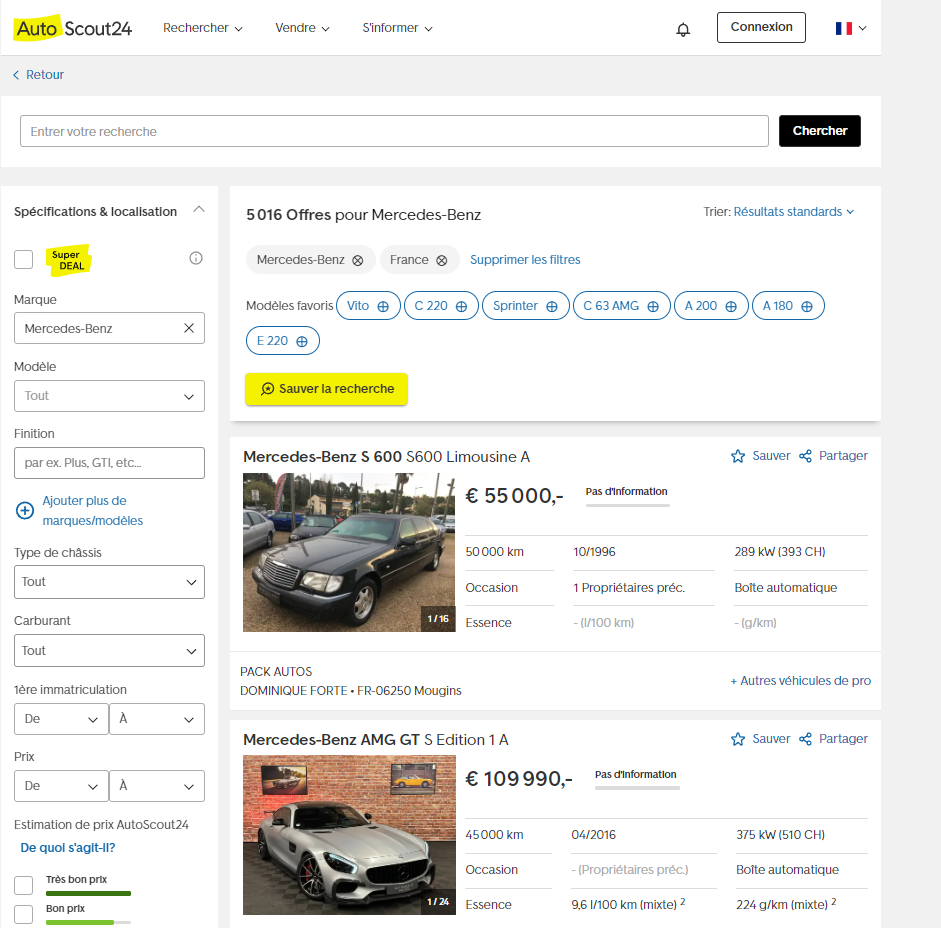 AutoScout24
Rechercher
Vendre
S'informer
Connexion
Retour
Entrer votre recherche
Chercher
Spécifications & localisation
Super
DEAL
Marque
Mercedes-Benz
Modèle
Tout
Finition
par ex. Plus, GTI, etc...
Ajouter plus de
marques/modèles
Type de châssis
Tout
Carburant
Tout
1ère immatriculation
De
À
Prix
De
À
Estimation de prix AutoScout24
De quoi s'agit-il?
Très bon prix
Bon prix
5 016 Offres pour Mercedes-Benz
Trier: Résultats standards
Mercedes-Benz
France
Supprimer les filtres
Modèles favoris
Vito
C 220
Sprinter
C 63 AMG
A 200
A 180
E 220
Sauver la recherche
Mercedes-Benz S 600 S600 Limousine A
Sauver
Partager
1 / 16
€ 55 000,-
Pas d'information
50 000 km
10/1996
289 kW (393 CH)
Occasion
1 Propriétaires préc.
Boîte automatique
Essence
- (l/100 km)
- (g/km)
PACK AUTOS
DOMINIQUE FORTE • FR-06250 Mougins
+ Autres véhicules de pro
Mercedes-Benz AMG GT S Edition 1 A
Sauver
Partager
1 / 24
€ 109 990,-
Pas d'information
45 000 km
04/2016
375 kW (510 CH)
Occasion
- (Propriétaires préc.)
Boîte automatique
Essence
9,6 l/100 km (mixte) 2
224 g/km (mixte) 2